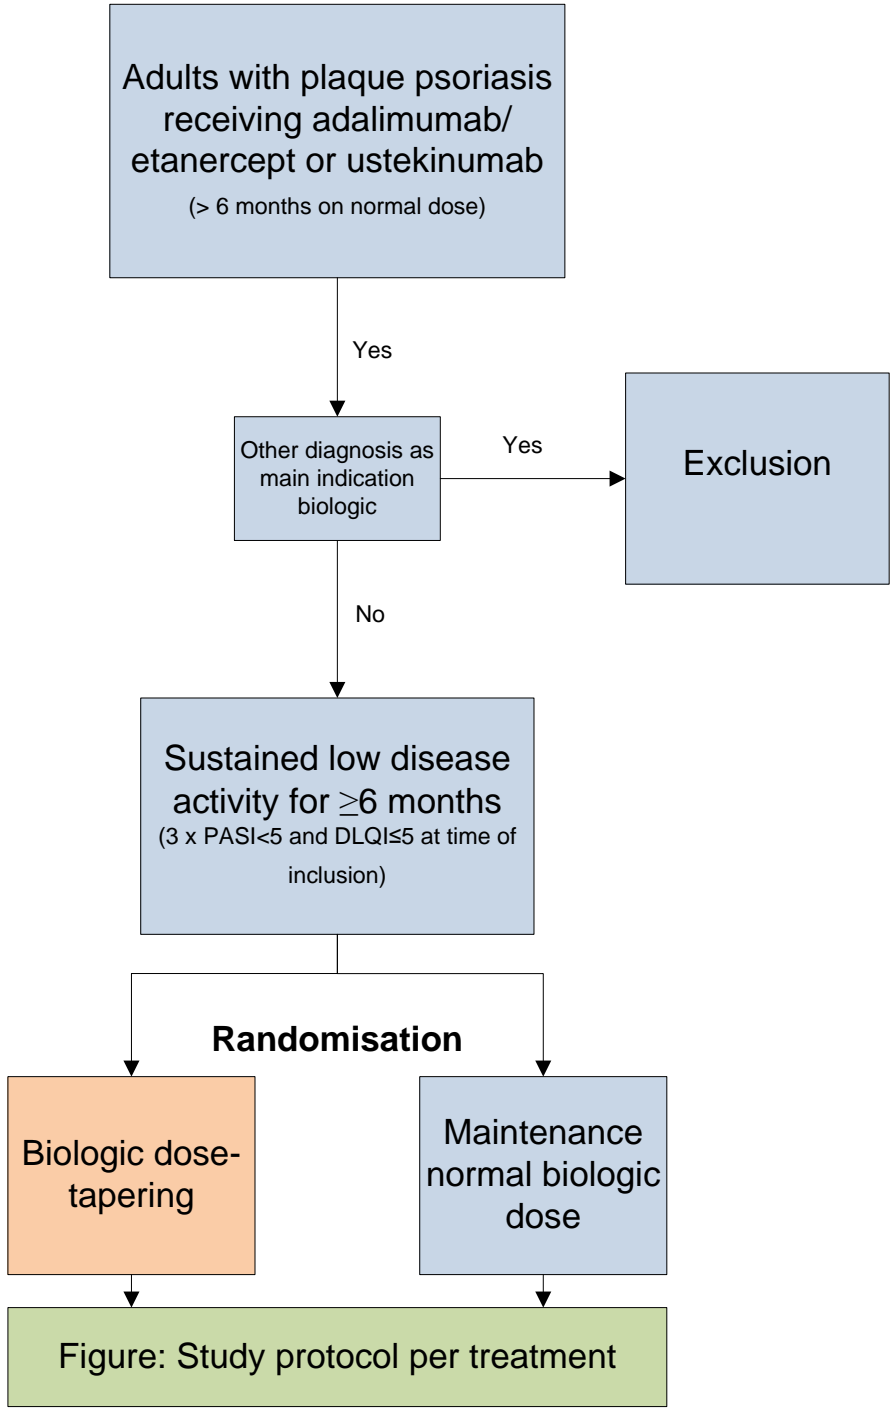 Adults with plaque psoriasis
receiving adalimumab/
etanercept or ustekinumab
(> 6 months on normal dose)
Yes
Other diagnosis as
main indication
biologic
Yes
Exclusion
No
Sustained low disease
activity for ≥6 months
(3 x PASI<5 and DLQI≤5 at time of
inclusion)
Randomisation
Biologic dose-
tapering
Maintenance
normal biologic
dose
Figure: Study protocol per treatment